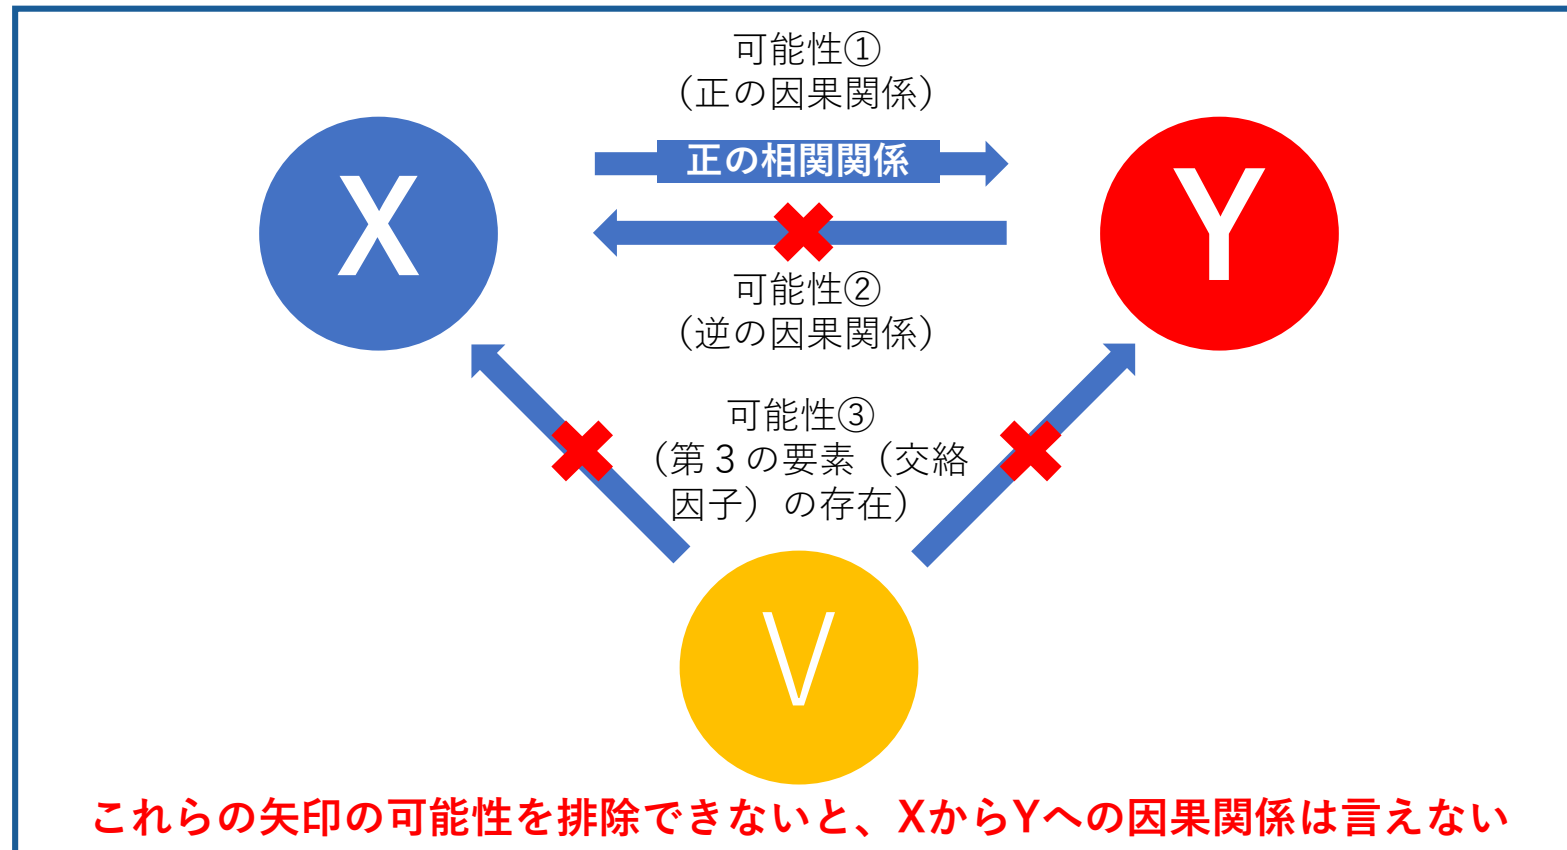 可能性①
（正の因果関係）
正の相関関係
X
Y
可能性②
（逆の因果関係）
可能性③
（第３の要素（交絡
因子）の存在）
V
これらの矢印の可能性を排除できないと、XからYへの因果関係は言えない